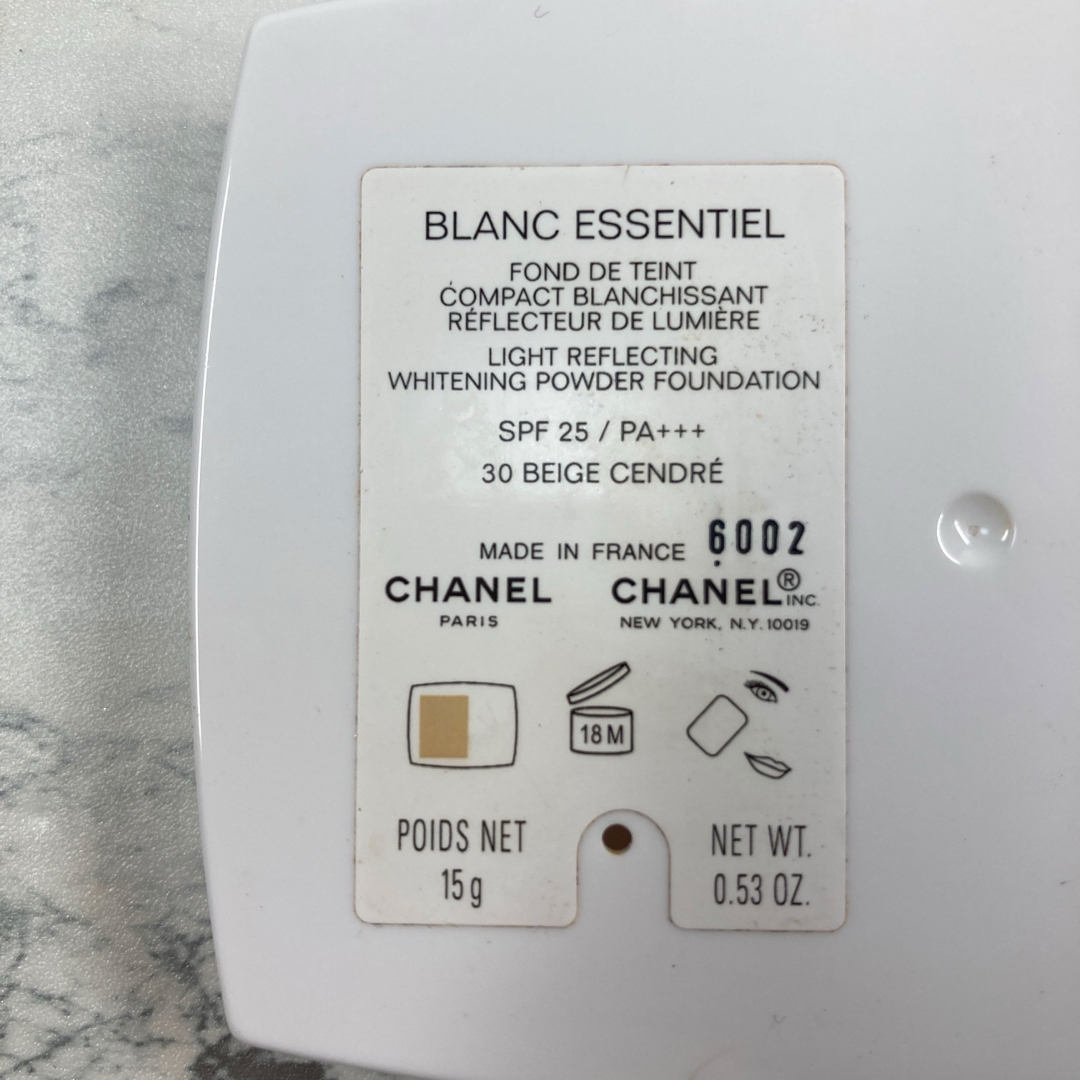 BLANC ESSENTIEL
FOND DE TEINT
COMPACT BLANCHISSANT
RÉFLECTEUR DE LUMIÈRE
LIGHT REFLECTING
WHITENING POWDER FOUNDATION
SPF 25 / PA+++
30 BEIGE CENDRÉ
MADE IN FRANCE 6002
CHANEL CHANEL® INC.
PARIS NEW YORK, N.Y. 10019
18 M
POIDS NET NET WT.
15 g 0.53 OZ.